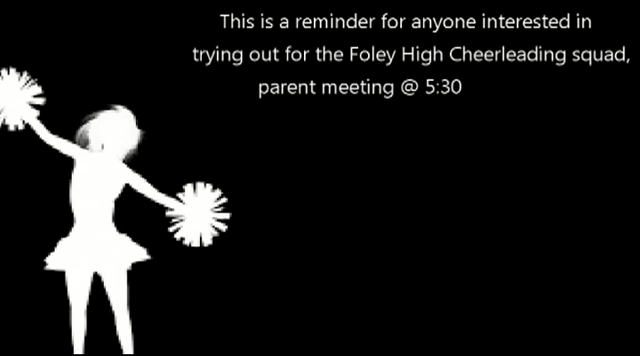 This is a reminder for anyone interested in
trying out for the Foley High Cheerleading squad,
parent meeting @ 5:30